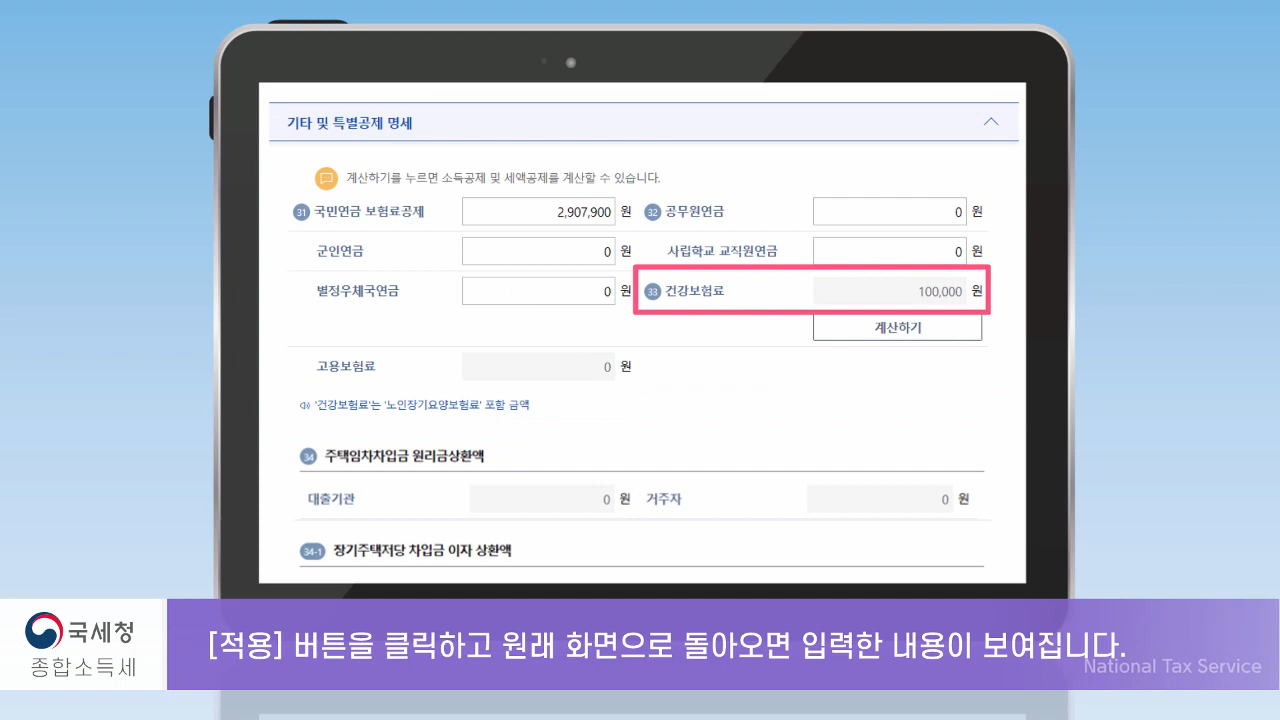 기타 및 특별공제 명세
계산하기를 누르면 소득공제 및 세액공제를 계산할 수 있습니다.
31 국민연금 보험료공제 2,907,900 원 32 공무원연금 0 원
군인연금 0 원 사립학교 교직원연금 0 원
별정우체국연금 0 원 33 건강보험료 100,000 원
계산하기
고용보험료 0 원
'건강보험료'는 '노인장기요양보험료' 포함 금액
34 주택임차차입금 원리금상환액
대출기관 0 원 거주자 0 원
34-1 장기주택저당 차입금 이자 상환액
국세청
종합소득세
[적용] 버튼을 클릭하고 원래 화면으로 돌아오면 입력한 내용이 보여집니다.
National Tax Service